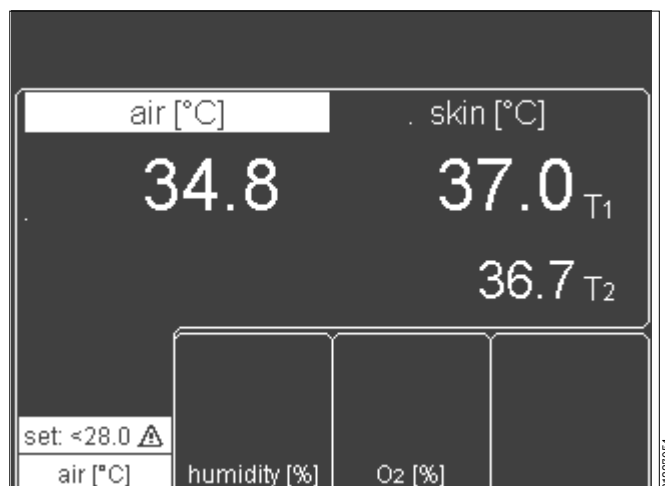 air [°C] . skin [°C]
34.8 37.0 T1
36.7 T2
set: <28.0 ⚠
air [°C] humidity [%] O2 [%]